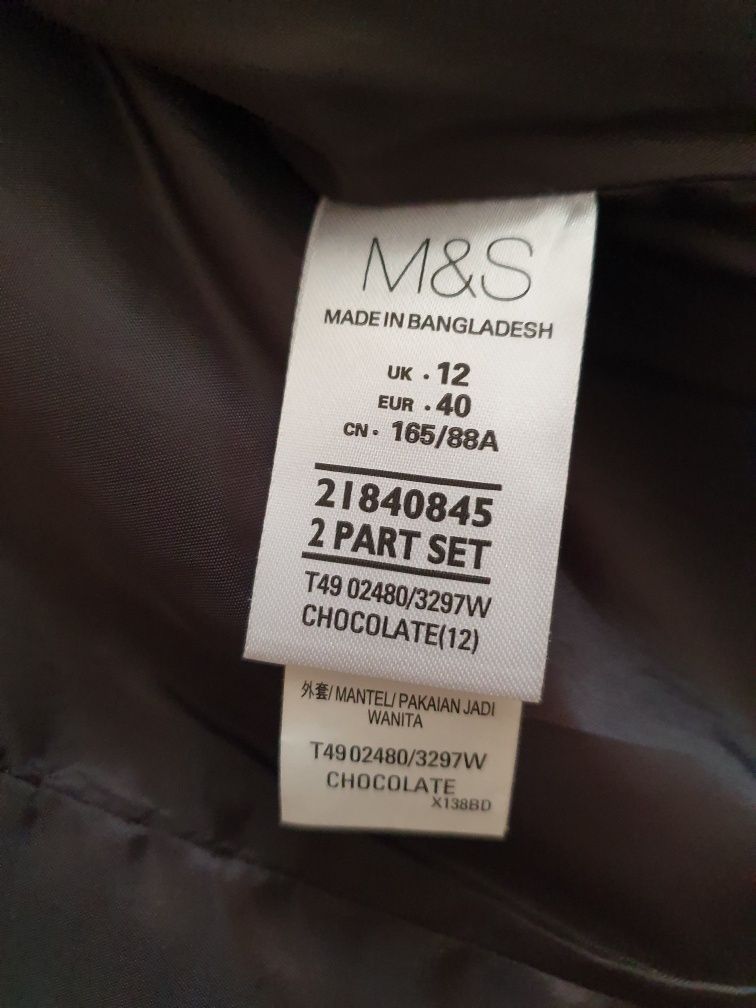 M&S
MADE IN BANGLADESH
UK · 12
EUR · 40
CN · 165/88A
21840845
2 PART SET
T49 02480/3297W
CHOCOLATE(12)
外套/ MANTEL/ PAKAIAN JADI
WANITA
T49 02480/3297W
CHOCOLATE
X138BD